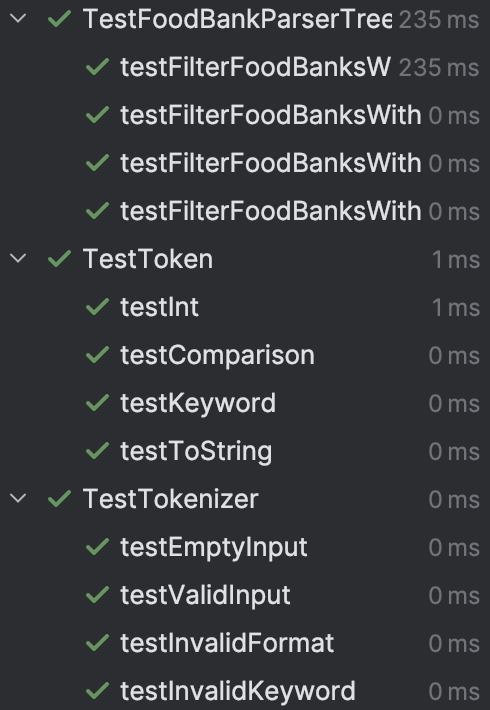 TestFoodBankParserTree 235 ms
testFilterFoodBanksW 235 ms
testFilterFoodBanksWith 0 ms
testFilterFoodBanksWith 0 ms
testFilterFoodBanksWith 0 ms
TestToken 1 ms
testInt 1 ms
testComparison 0 ms
testKeyword 0 ms
testToString 0 ms
TestTokenizer 0 ms
testEmptyInput 0 ms
testValidInput 0 ms
testInvalidFormat 0 ms
testInvalidKeyword 0 ms